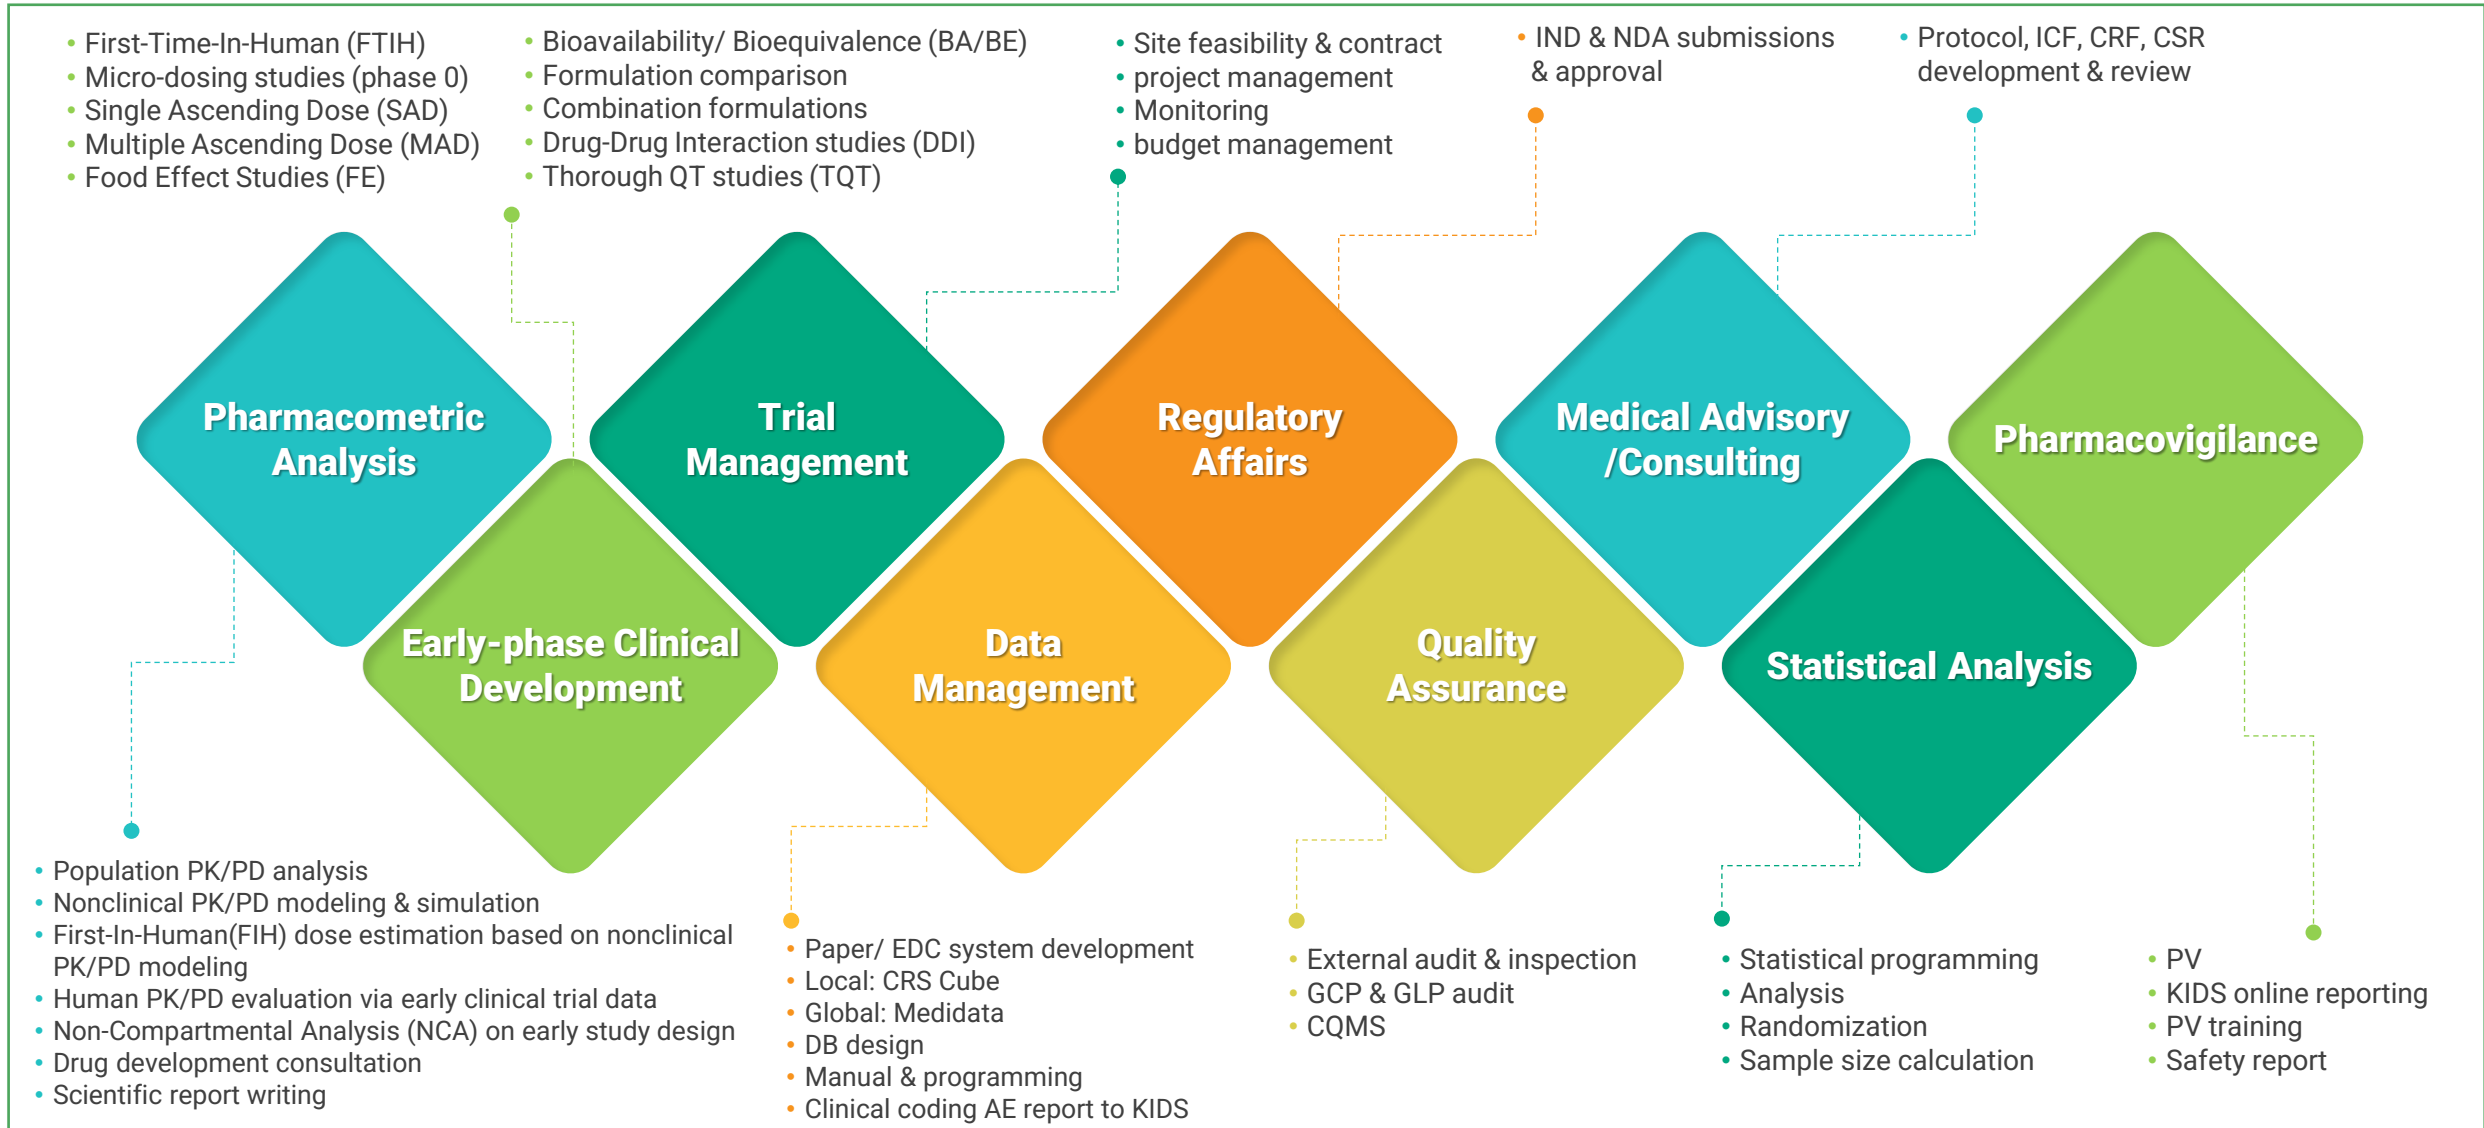 • First-Time-In-Human (FTIH)
• Micro-dosing studies (phase 0)
• Single Ascending Dose (SAD)
• Multiple Ascending Dose (MAD)
• Food Effect Studies (FE)
• Bioavailability/ Bioequivalence (BA/BE)
• Formulation comparison
• Combination formulations
• Drug-Drug Interaction studies (DDI)
• Thorough QT studies (TQT)
• Site feasibility & contract
• project management
• Monitoring
• budget management
• IND & NDA submissions
& approval
• Protocol, ICF, CRF, CSR
development & review
Pharmacometric
Analysis
Trial
Management
Regulatory
Affairs
Medical Advisory
/Consulting
Pharmacovigilance
Early-phase Clinical
Development
Data
Management
Quality
Assurance
Statistical Analysis
• Population PK/PD analysis
• Nonclinical PK/PD modeling & simulation
• First-In-Human(FIH) dose estimation based on nonclinical
PK/PD modeling
• Human PK/PD evaluation via early clinical trial data
• Non-Compartmental Analysis (NCA) on early study design
• Drug development consultation
• Scientific report writing
• Paper/ EDC system development
• Local: CRS Cube
• Global: Medidata
• DB design
• Manual & programming
• Clinical coding AE report to KIDS
• External audit & inspection
• GCP & GLP audit
• CQMS
• Statistical programming
• Analysis
• Randomization
• Sample size calculation
• PV
• KIDS online reporting
• PV training
• Safety report